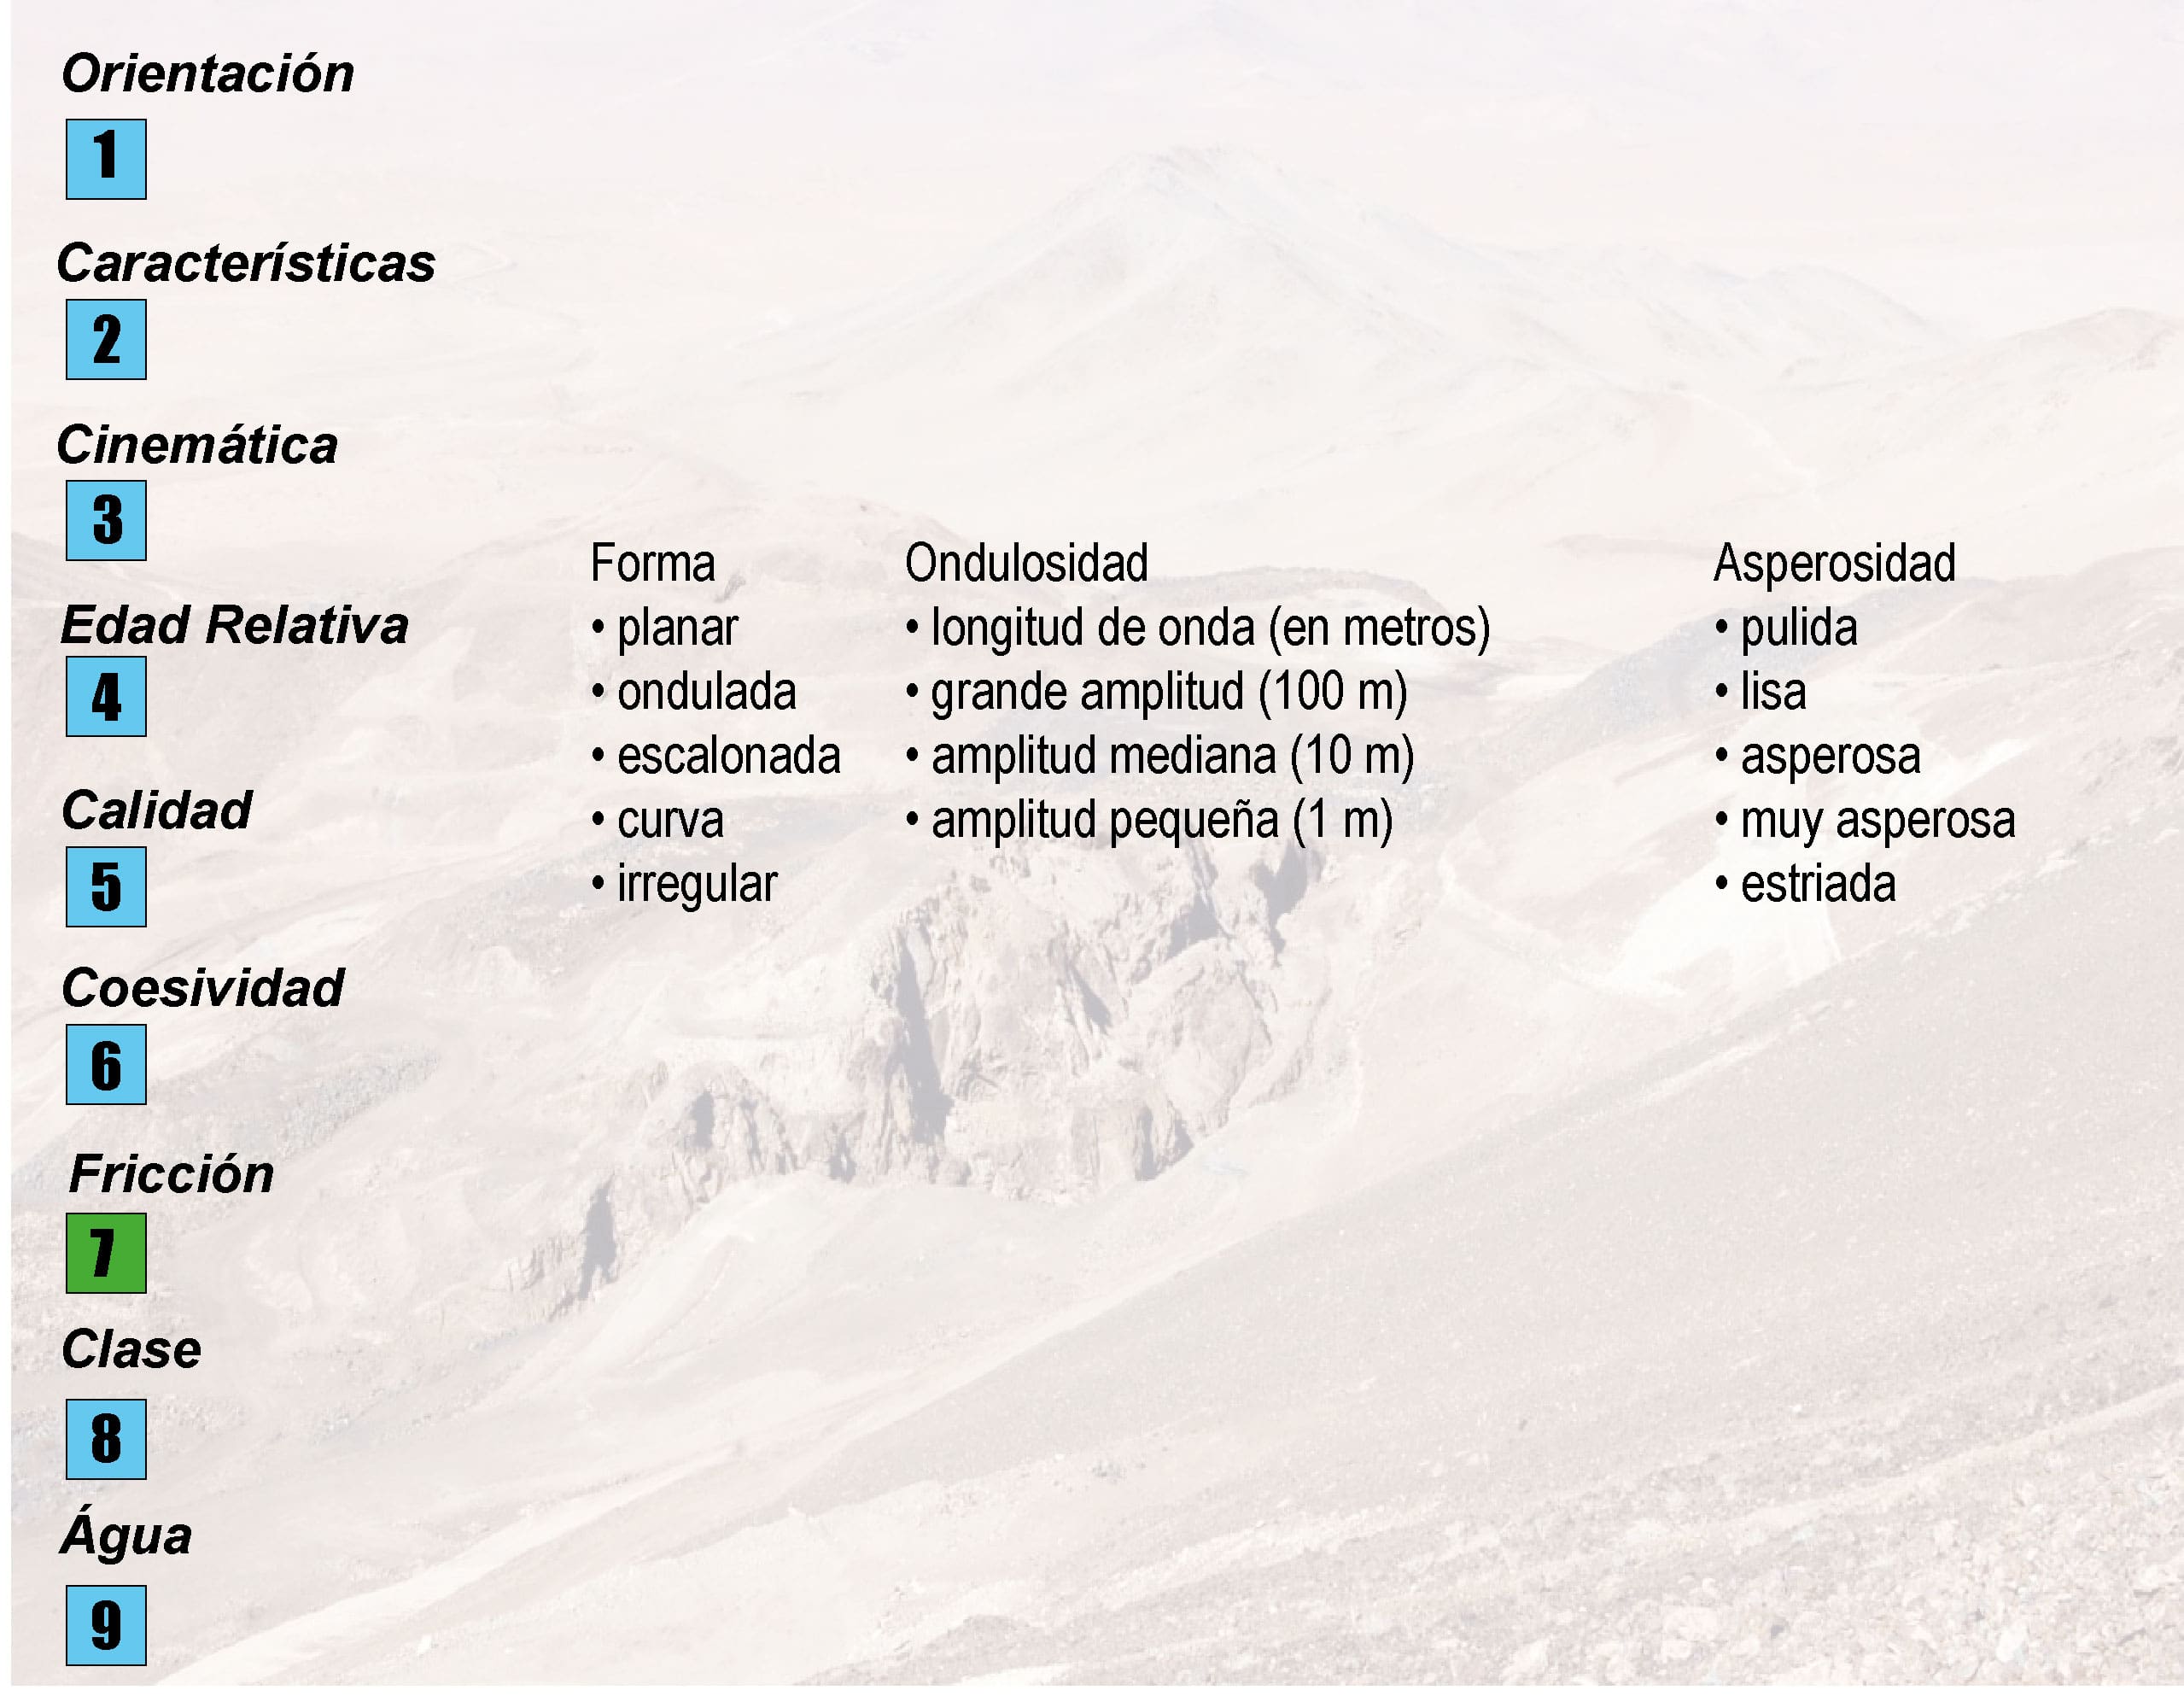 Orientación
1
Características
2
Cinemática
3
Edad Relativa
4
Calidad
5
Coesividad
6
Fricción
7
Clase
8
Água
9
Forma
• planar
• ondulada
• escalonada
• curva
• irregular
Ondulosidad
• longitud de onda (en metros)
• grande amplitud (100 m)
• amplitud mediana (10 m)
• amplitud pequeña (1 m)
Asperosidad
• pulida
• lisa
• asperosa
• muy asperosa
• estriada